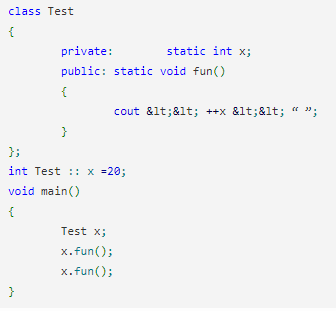 class Test
{
private: static int x;
public: static void fun()
{
cout &lt;&lt; ++x &lt;&lt; “ ”;
}
};
int Test :: x =20;
void main()
{
Test x;
x.fun();
x.fun();
}